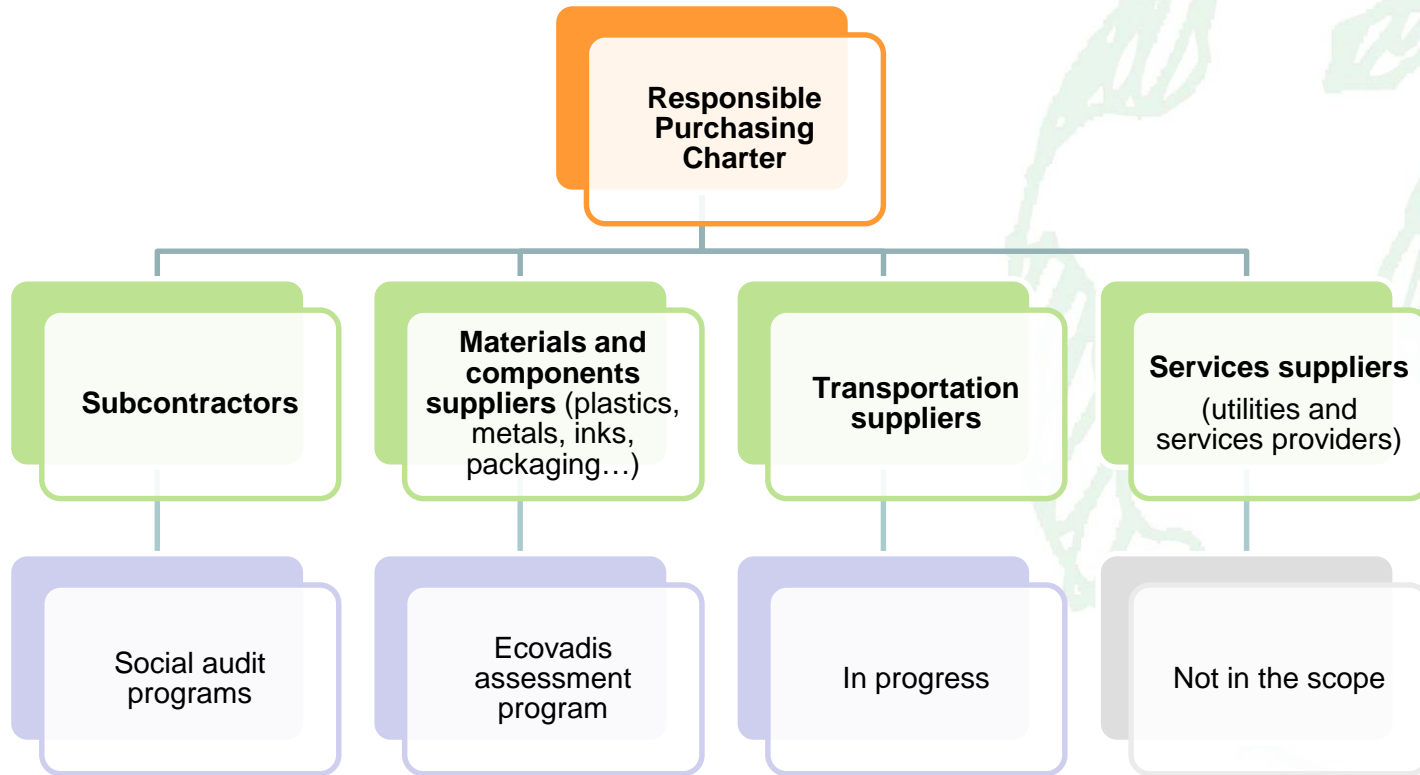 Responsible
Purchasing
Charter
Subcontractors
Materials and
components
suppliers (plastics,
metals, inks,
packaging…)
Transportation
suppliers
Services suppliers
(utilities and
services providers)
Social audit
programs
Ecovadis
assessment
program
In progress
Not in the scope